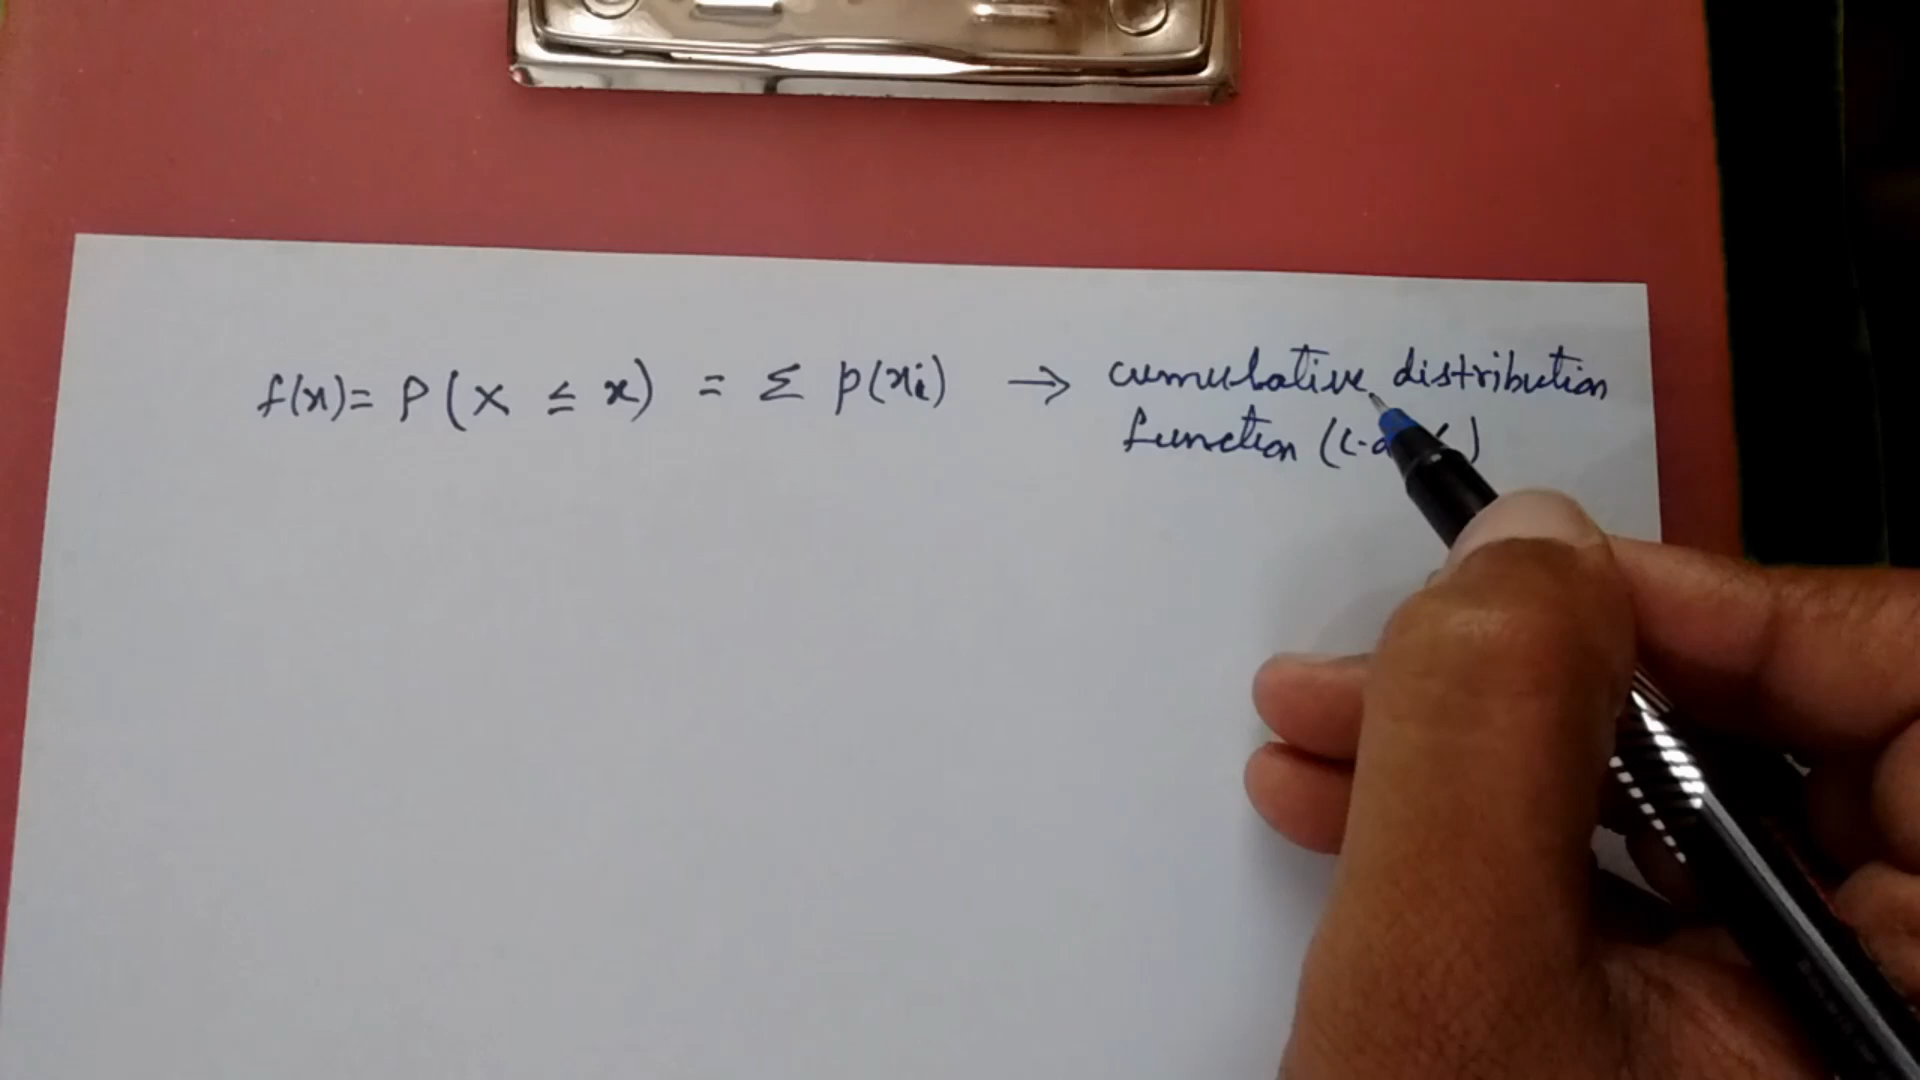 f(x)= P(X ≤ x) = Σ p(xi) → cumulative distribution
function